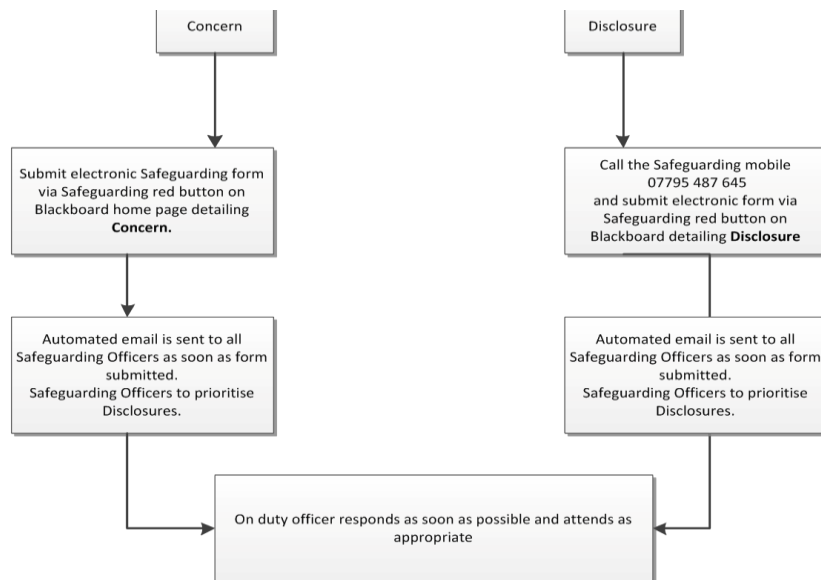 Concern
Disclosure
Submit electronic Safeguarding form
via Safeguarding red button on
Blackboard home page detailing
Concern.
Call the Safeguarding mobile
07795 487 645
and submit electronic form via
Safeguarding red button on
Blackboard detailing Disclosure
Automated email is sent to all
Safeguarding Officers as soon as form
submitted.
Safeguarding Officers to prioritise
Disclosures.
Automated email is sent to all
Safeguarding Officers as soon as form
submitted.
Safeguarding Officers to prioritise
Disclosures.
On duty officer responds as soon as possible and attends as
appropriate